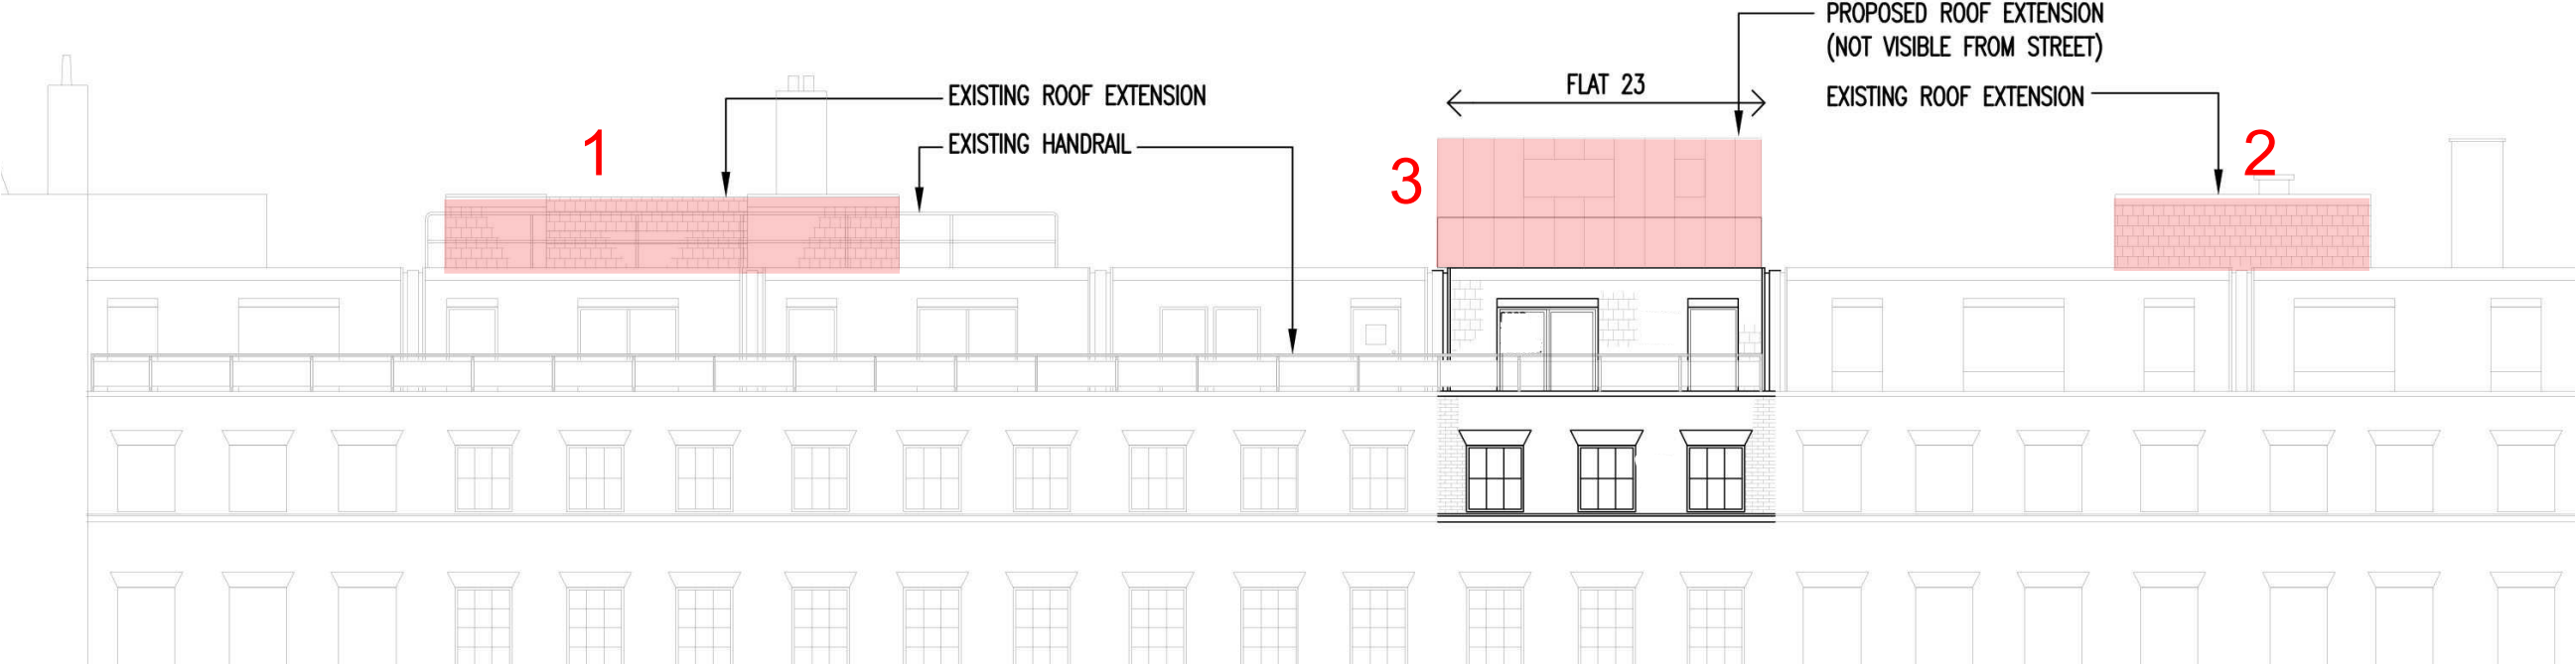 PROPOSED ROOF EXTENSION
(NOT VISIBLE FROM STREET)
FLAT 23
EXISTING ROOF EXTENSION
EXISTING ROOF EXTENSION
EXISTING HANDRAIL
1
3
2